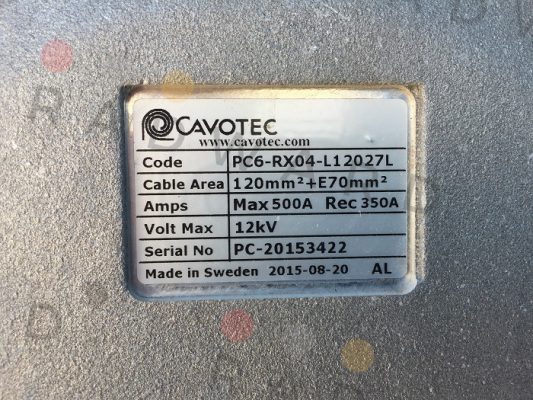 CAVOTEC
www.cavotec.com
Code PC6-RX04-L12027L
Cable Area 120mm²+E70mm²
Amps Max 500A Rec 350A
Volt Max 12kV
Serial No PC-20153422
Made in Sweden 2015-08-20 AL